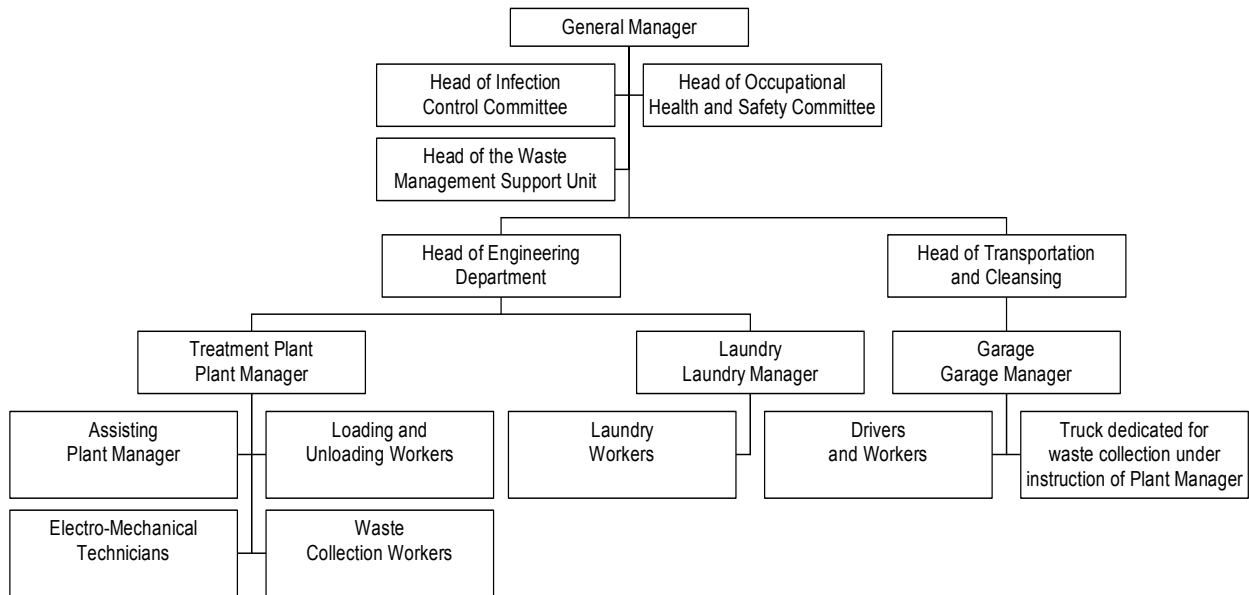 General Manager
Head of Infection
Control Committee
Head of Occupational
Health and Safety Committee
Head of the Waste
Management Support Unit
Head of Engineering
Department
Head of Transportation
and Cleansing
Treatment Plant
Plant Manager
Laundry
Laundry Manager
Garage
Garage Manager
Assisting
Plant Manager
Loading and
Unloading Workers
Laundry
Workers
Drivers
and Workers
Truck dedicated for
waste collection under
instruction of Plant Manager
Electro-Mechanical
Technicians
Waste
Collection Workers